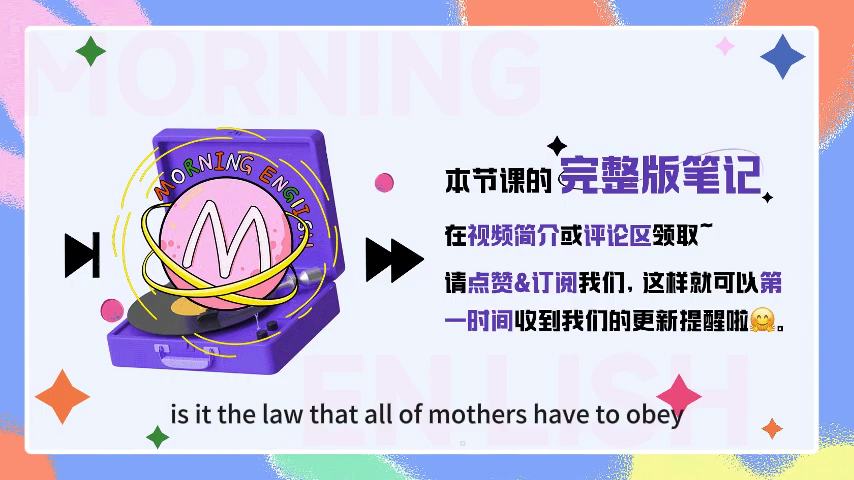 MORNING
MORNING ENGLISH
M
本节课的 完整版笔记
在视频简介或评论区领取~
请点赞&订阅我们，这样就可以第
一时间收到我们的更新提醒啦🤗。
EN LISH
is it the law that all of mothers have to obey